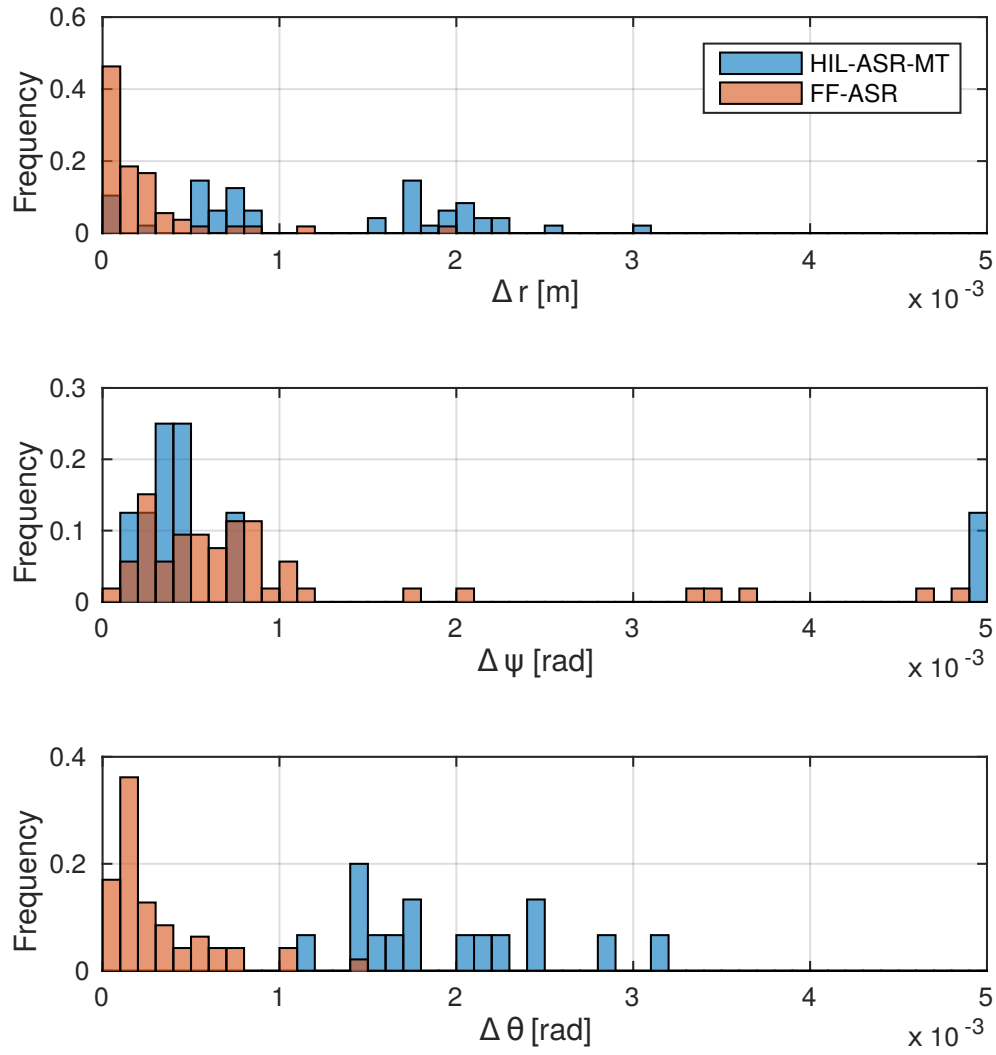 0.6
0.4
0.2
0
Frequency
HIL-ASR-MT
FF-ASR
0 1 2 3 4 5
Δ r [m]
x 10 -3
0.3
0.2
0.1
0
Frequency
0 1 2 3 4 5
Δ ψ [rad]
x 10 -3
0.4
0.2
0
Frequency
0 1 2 3 4 5
Δ θ [rad]
x 10 -3